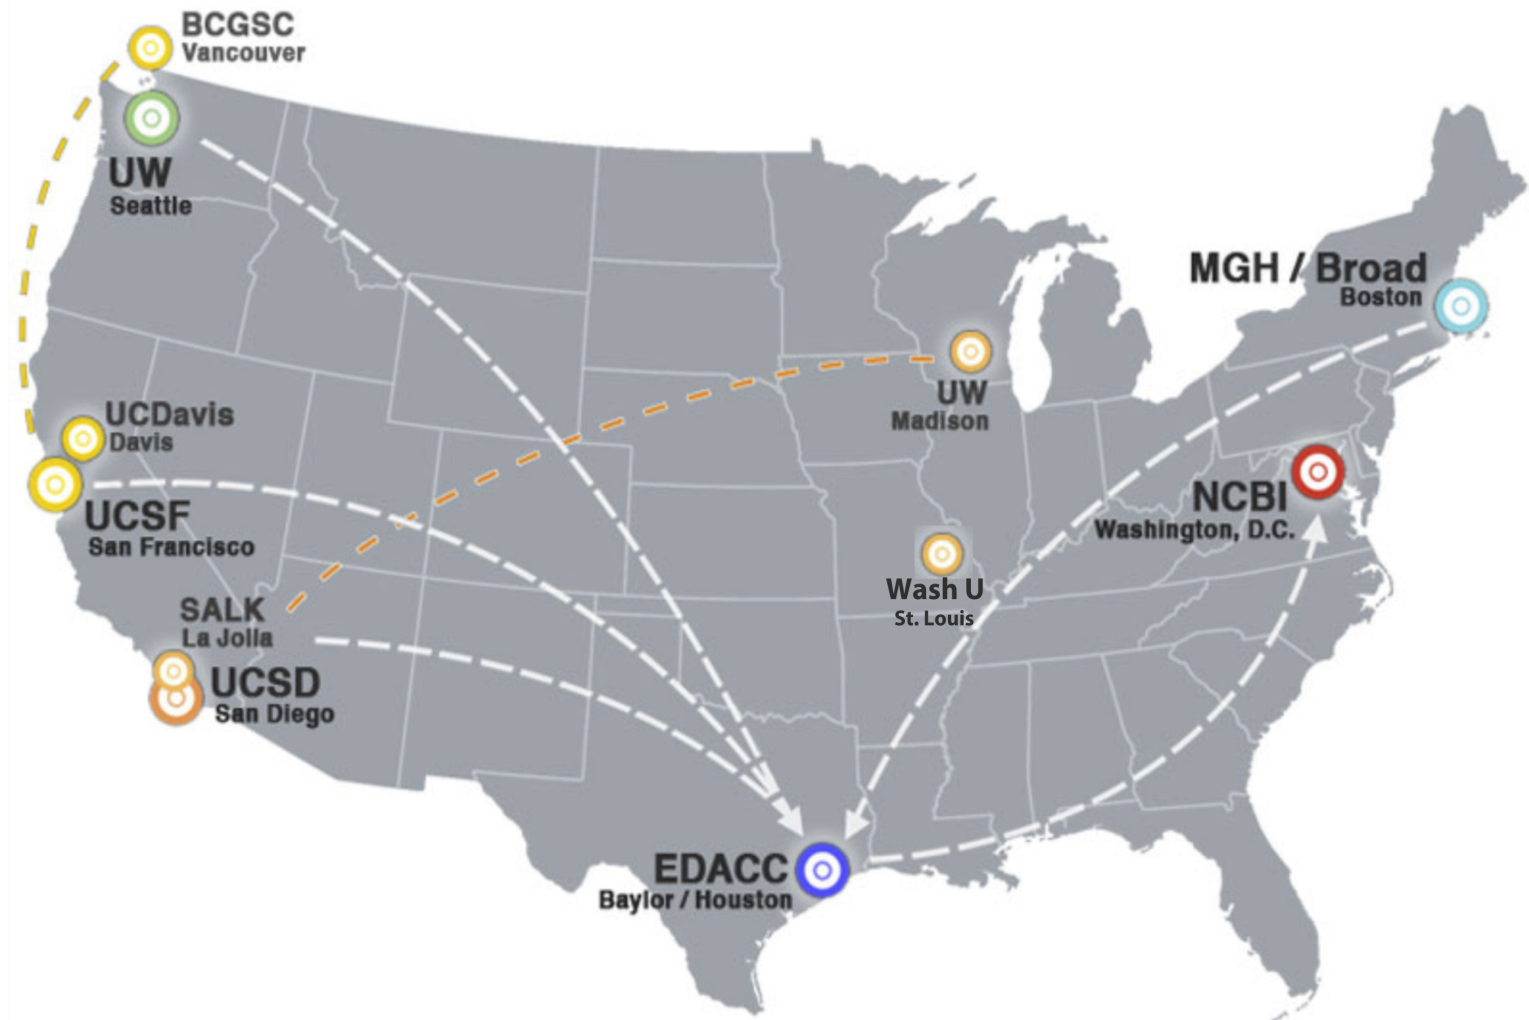 BCGSC
Vancouver
UW
Seattle
MGH / Broad
Boston
UW
Madison
UCDavis
Davis
UCSF
San Francisco
NCBI
Washington, D.C.
Wash U
St. Louis
SALK
La Jolla
UCSD
San Diego
EDACC
Baylor / Houston